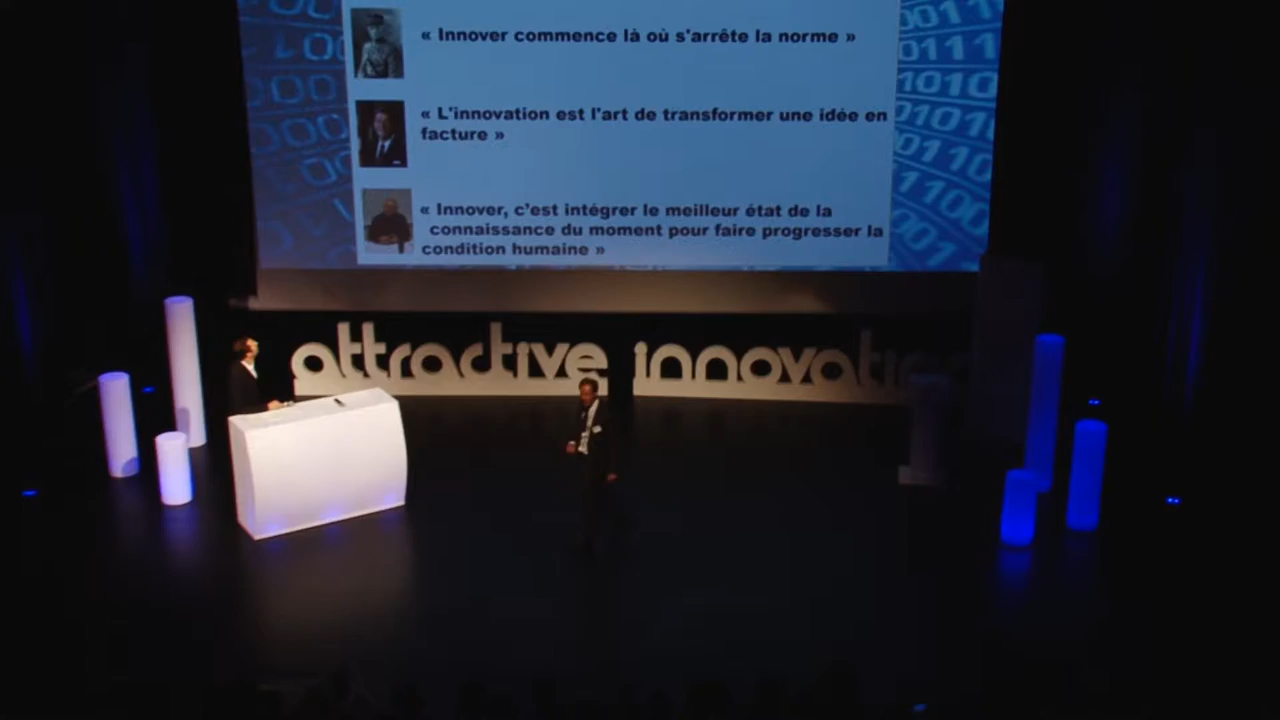 « Innover commence là où s'arrête la norme »
« L'innovation est l'art de transformer une idée en
facture »
« Innover, c’est intégrer le meilleur état de la
connaissance du moment pour faire progresser la
condition humaine »
attractive innovation